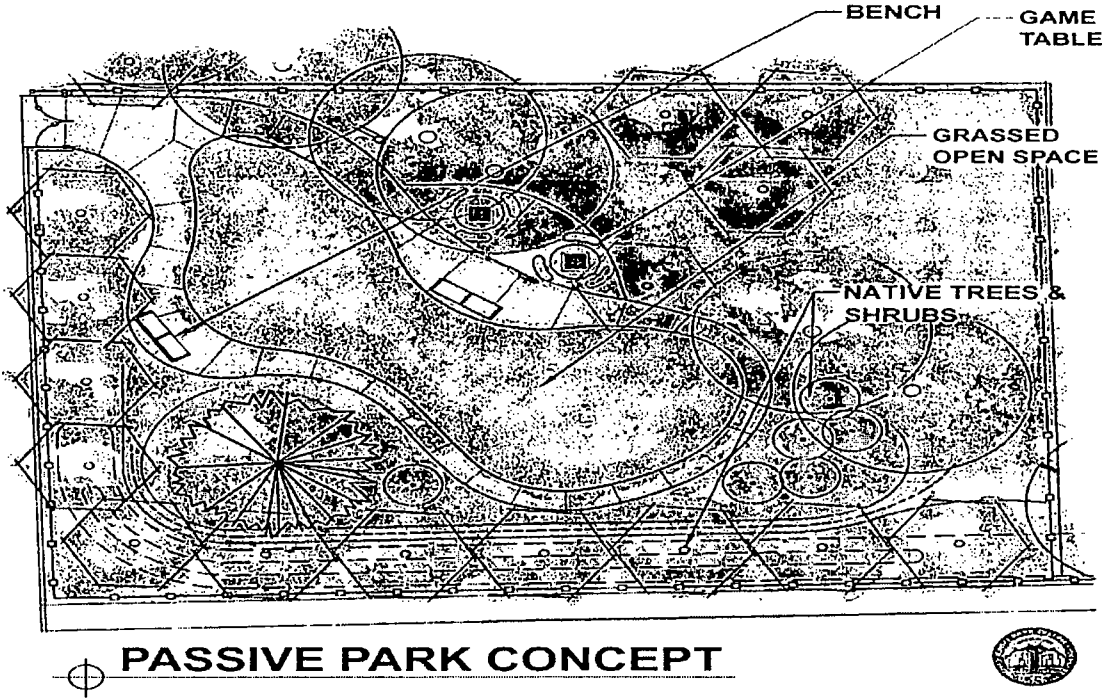 BENCH
GAME
TABLE
GRASSED
OPEN SPACE
NATIVE TREES &
SHRUBS
PASSIVE PARK CONCEPT